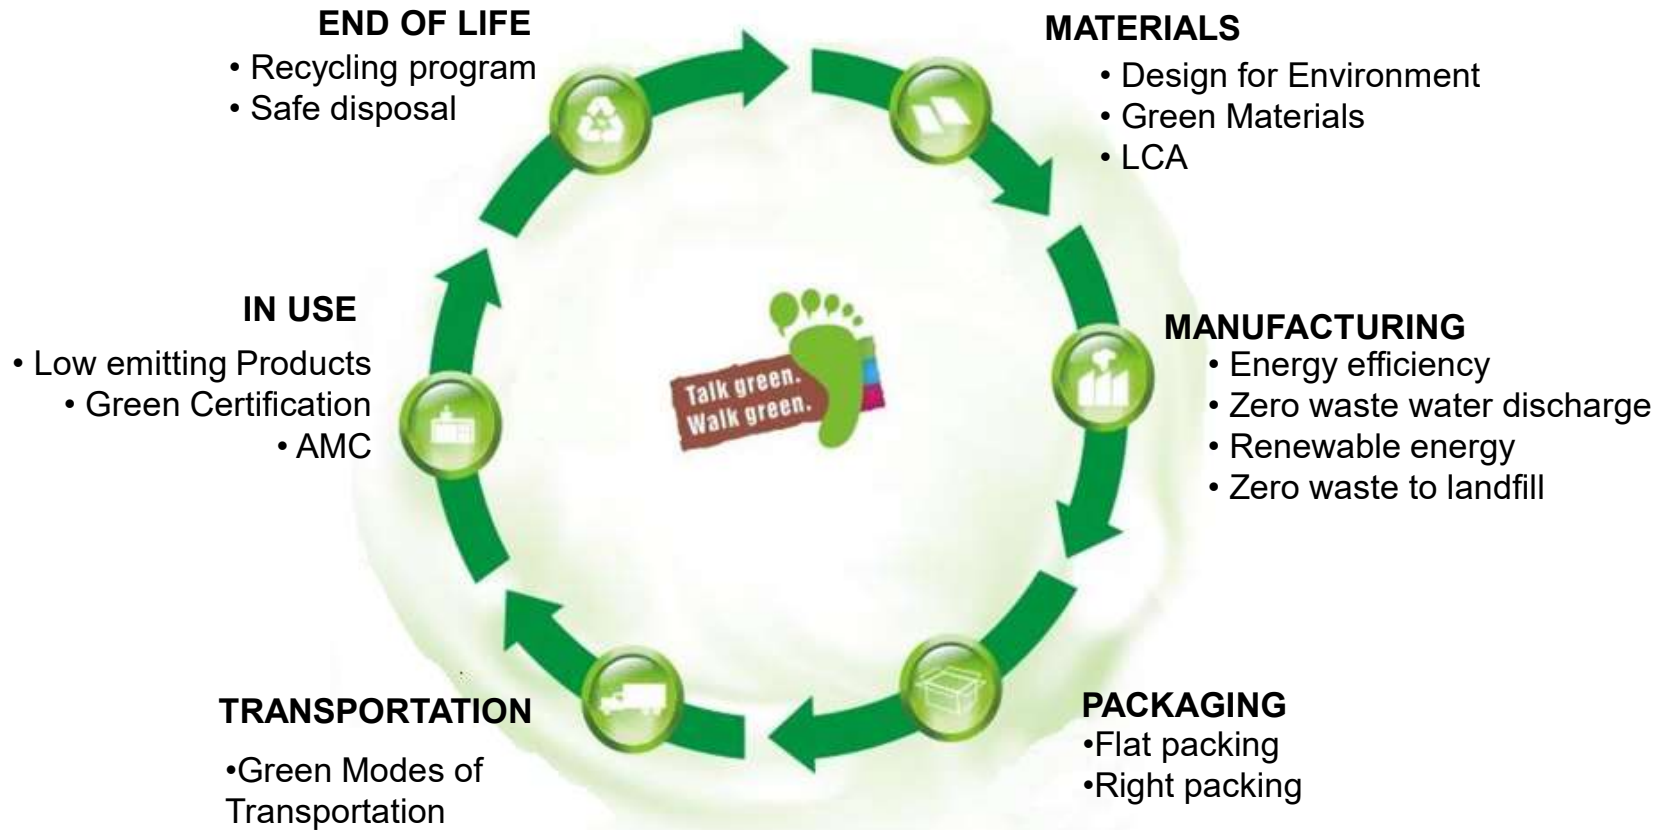 END OF LIFE
• Recycling program
• Safe disposal
MATERIALS
• Design for Environment
• Green Materials
• LCA
IN USE
• Low emitting Products
• Green Certification
• AMC
Talk green.
Walk green.
MANUFACTURING
• Energy efficiency
• Zero waste water discharge
• Renewable energy
• Zero waste to landfill
TRANSPORTATION
•Green Modes of
Transportation
PACKAGING
•Flat packing
•Right packing